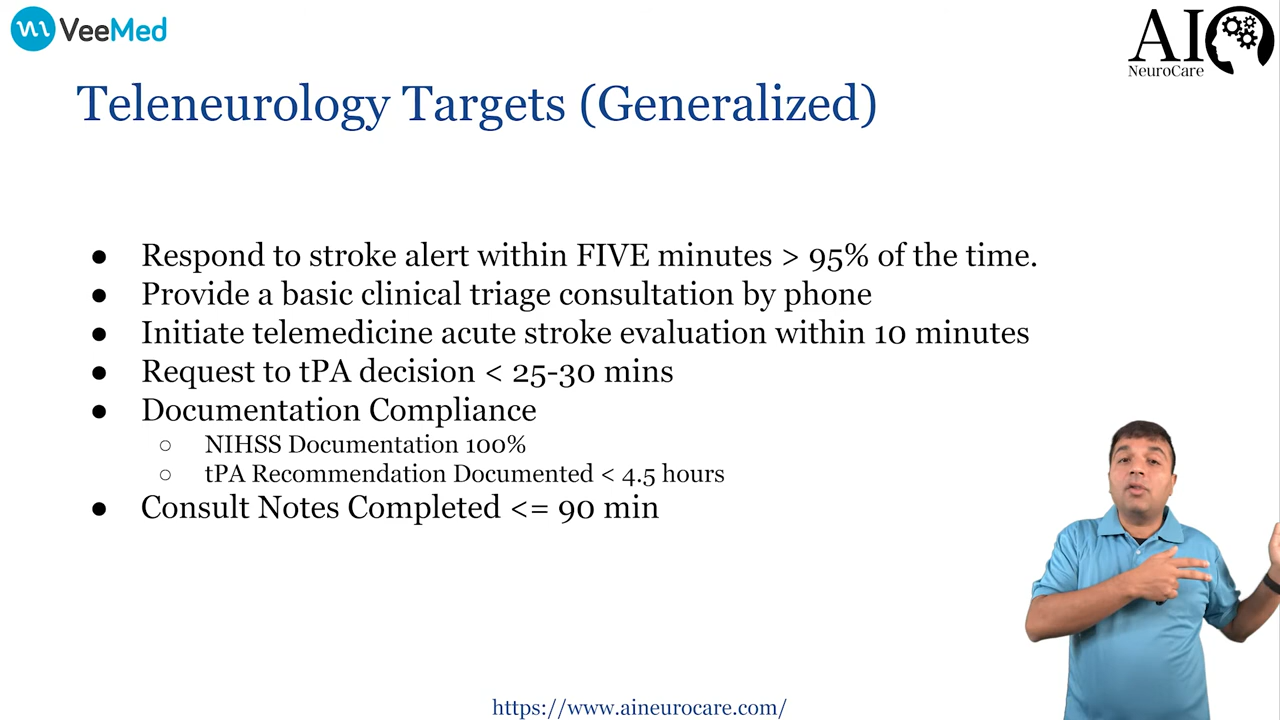 VeeMed
AI
NeuroCare
Teleneurology Targets (Generalized)
● Respond to stroke alert within FIVE minutes > 95% of the time.
● Provide a basic clinical triage consultation by phone
● Initiate telemedicine acute stroke evaluation within 10 minutes
● Request to tPA decision < 25-30 mins
● Documentation Compliance
○ NIHSS Documentation 100%
○ tPA Recommendation Documented < 4.5 hours
● Consult Notes Completed <= 90 min
https://www.aineurocare.com/